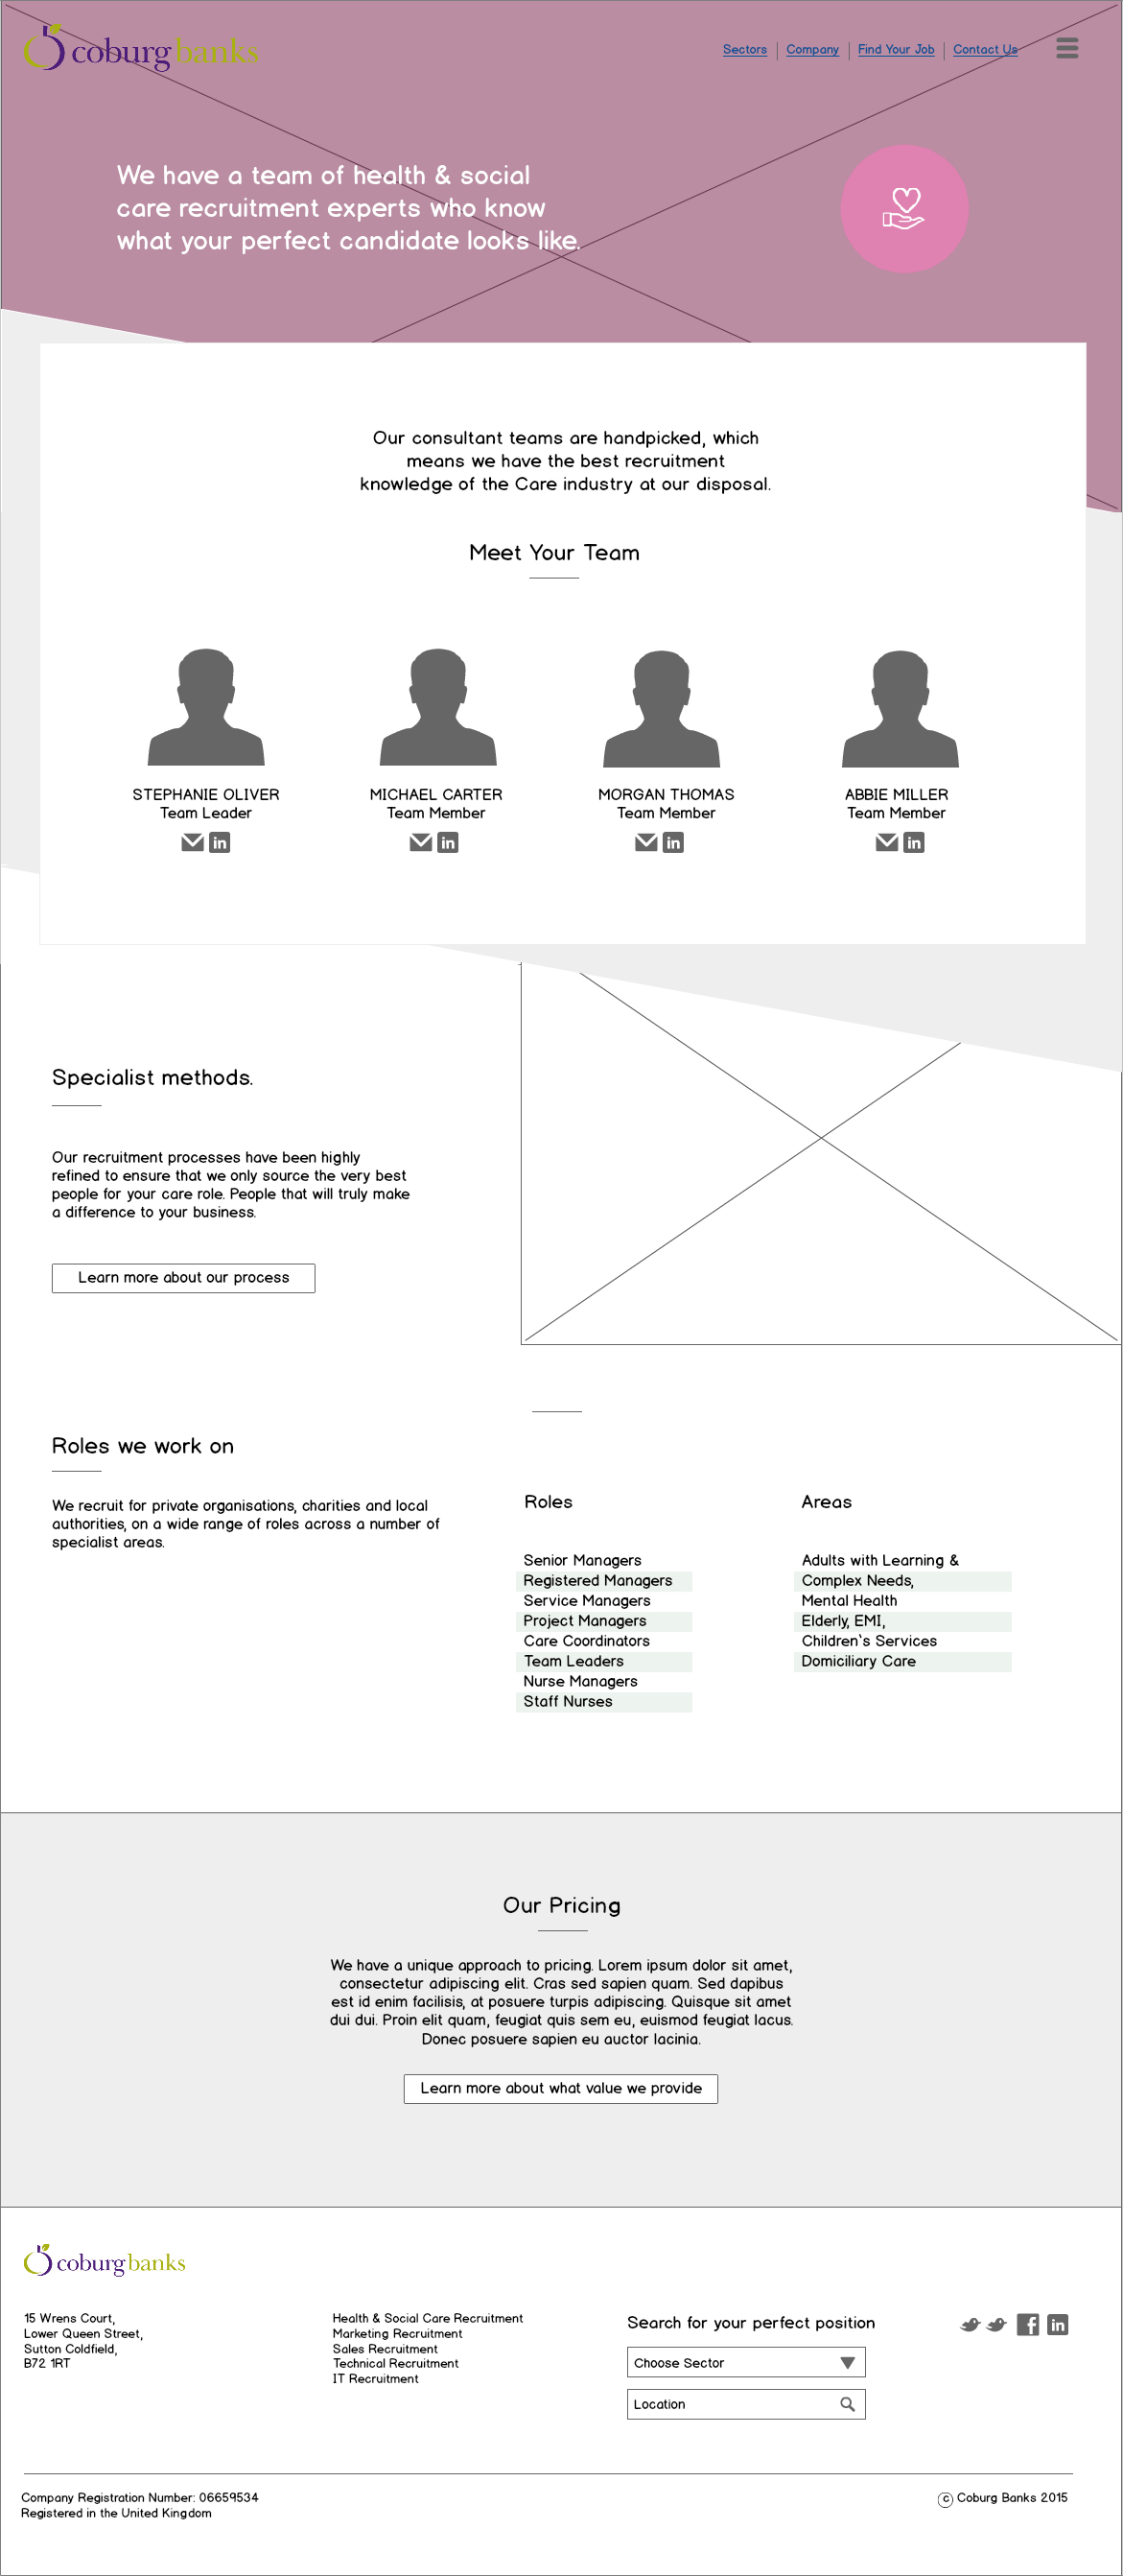 coburgbanks
Sectors
Company
Find Your Job
Contact Us
We have a team of health & social
care recruitment experts who know
what your perfect candidate looks like.
Our consultant teams are handpicked, which
means we have the best recruitment
knowledge of the Care industry at our disposal.
Meet Your Team
STEPHANIE OLIVER
Team Leader
in
MICHAEL CARTER
Team Member
in
MORGAN THOMAS
Team Member
in
ABBIE MILLER
Team Member
in
Specialist methods.
Our recruitment processes have been highly
refined to ensure that we only source the very best
people for your care role. People that will truly make
a difference to your business.
Learn more about our process
Roles we work on
We recruit for private organisations, charities and local
authorities, on a wide range of roles across a number of
specialist areas.
Roles
Senior Managers
Registered Managers
Service Managers
Project Managers
Care Coordinators
Team Leaders
Nurse Managers
Staff Nurses
Areas
Adults with Learning &
Complex Needs,
Mental Health
Elderly, EMI,
Children`s Services
Domiciliary Care
Our Pricing
We have a unique approach to pricing. Lorem ipsum dolor sit amet,
consectetur adipiscing elit. Cras sed sapien quam. Sed dapibus
est id enim facilisis, at posuere turpis adipiscing. Quisque sit amet
dui dui. Proin elit quam, feugiat quis sem eu, euismod feugiat lacus.
Donec posuere sapien eu auctor lacinia.
Learn more about what value we provide
coburgbanks
15 Wrens Court,
Lower Queen Street,
Sutton Coldfield,
B72 1RT
Health & Social Care Recruitment
Marketing Recruitment
Sales Recruitment
Technical Recruitment
IT Recruitment
Search for your perfect position
Choose Sector
Location
f
in
Company Registration Number: 06659534
Registered in the United Kingdom
© Coburg Banks 2015